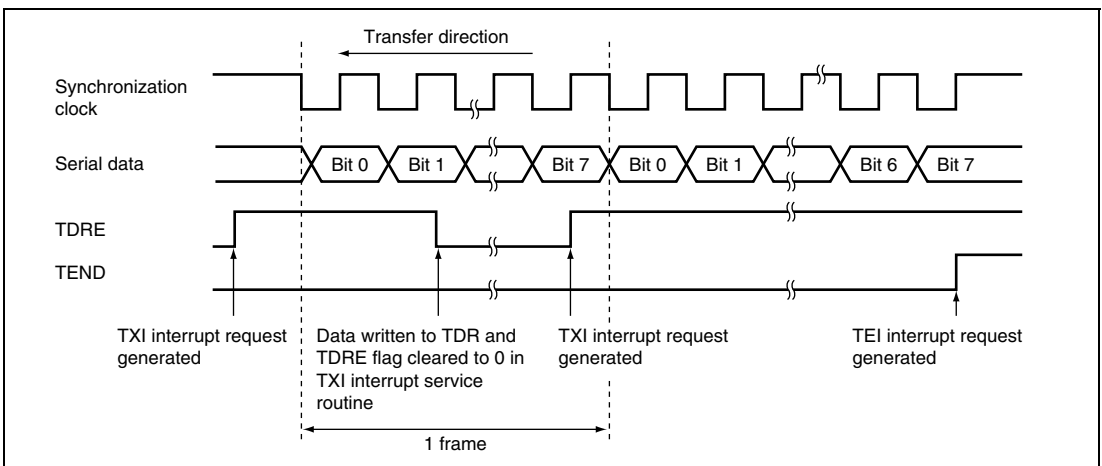 Transfer direction
Synchronization
clock
Serial data
Bit 0
Bit 1
Bit 7
Bit 0
Bit 1
Bit 6
Bit 7
TDRE
TEND
TXI interrupt request
generated
Data written to TDR and
TDRE flag cleared to 0 in
TXI interrupt service
routine
TXI interrupt request
generated
TEI interrupt request
generated
1 frame